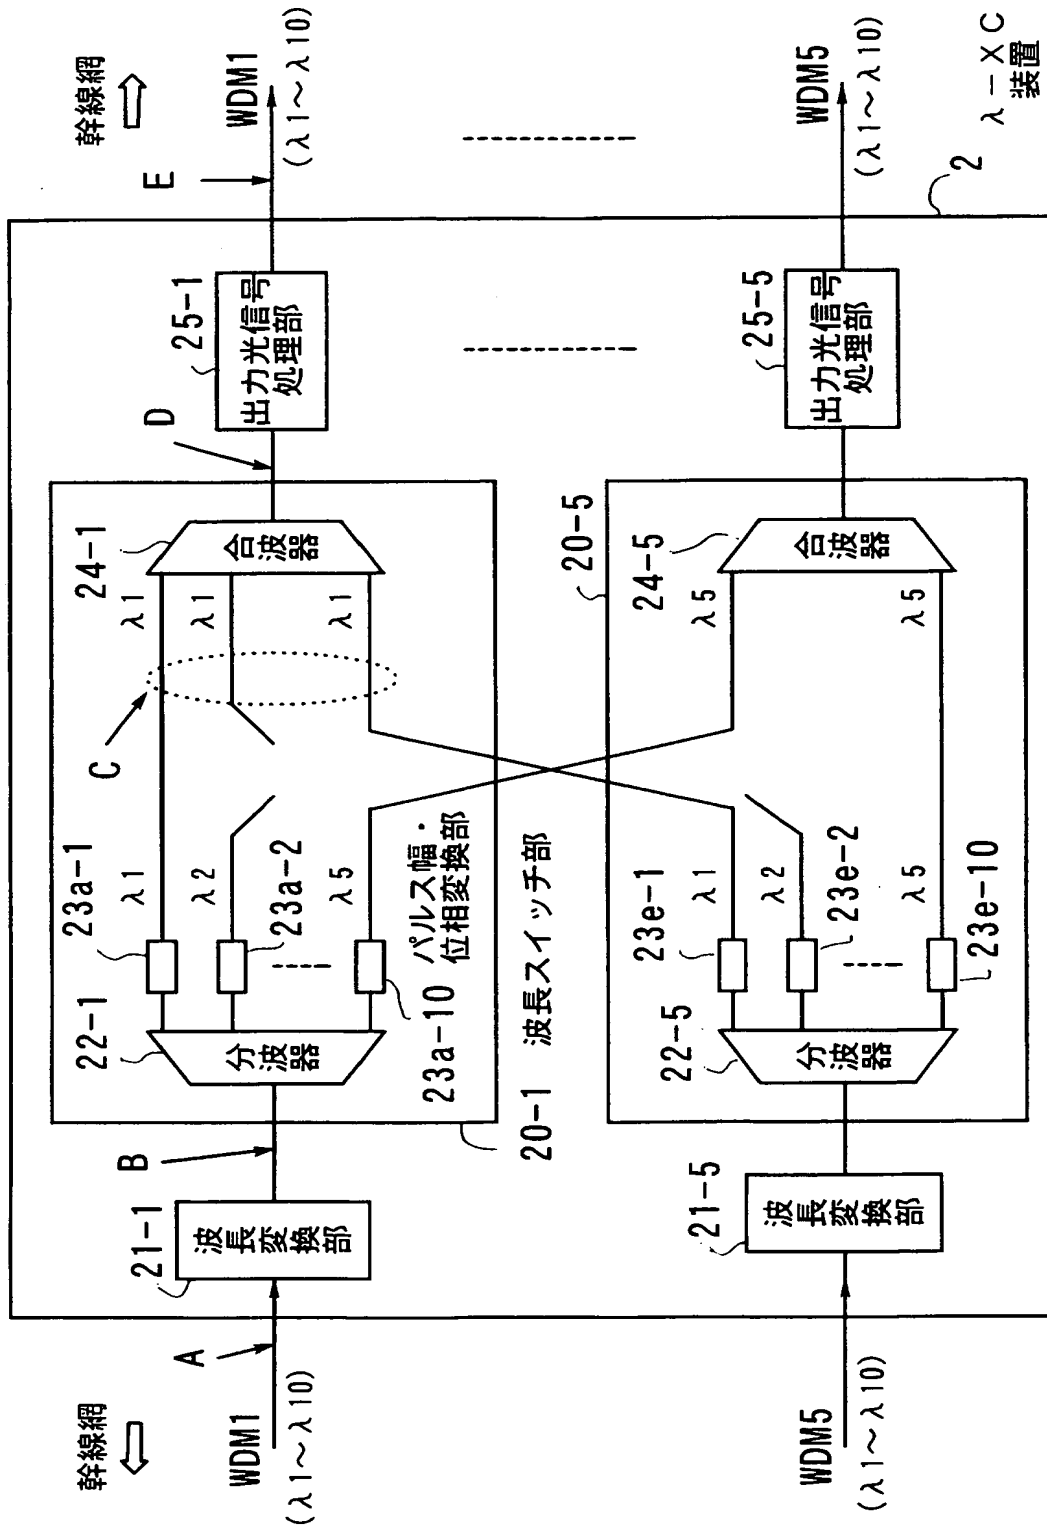 幹線網
WDM1
(λ1～λ10)
A
21-1
波長変換部
B
20-1 波長スイッチ部
22-1
分波器
23a-1
λ1
23a-2
λ2
23a-10
λ5
パルス幅・
位相変換部
C
λ1
λ1
λ1
24-1
合波器
D
25-1
出力光信号
処理部
E
幹線網
WDM1
(λ1～λ10)
WDM5
(λ1～λ10)
21-5
波長変換部
22-5
分波器
23e-1
λ1
23e-2
λ2
23e-10
λ5
λ5
λ5
24-5
合波器
20-5
25-5
出力光信号
処理部
WDM5
(λ1～λ10)
2
λ－XC
装置